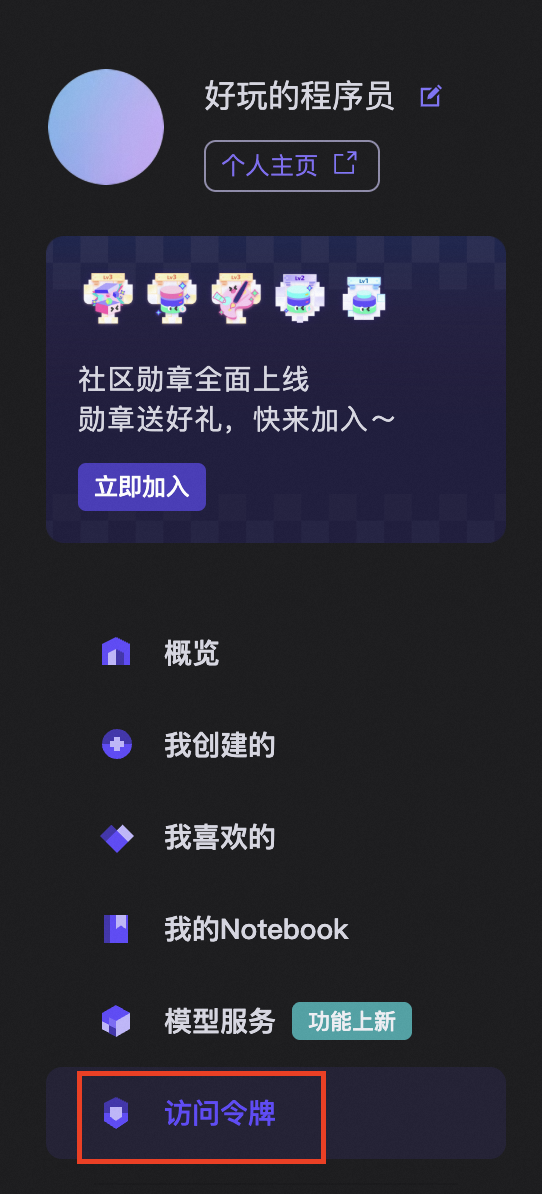 好玩的程序员
个人主页
Lv3 Lv3 Lv3 Lv2 Lv1
社区勋章全面上线
勋章送好礼，快来加入～
立即加入
概览
我创建的
我喜欢的
我的Notebook
模型服务 功能上新
访问令牌